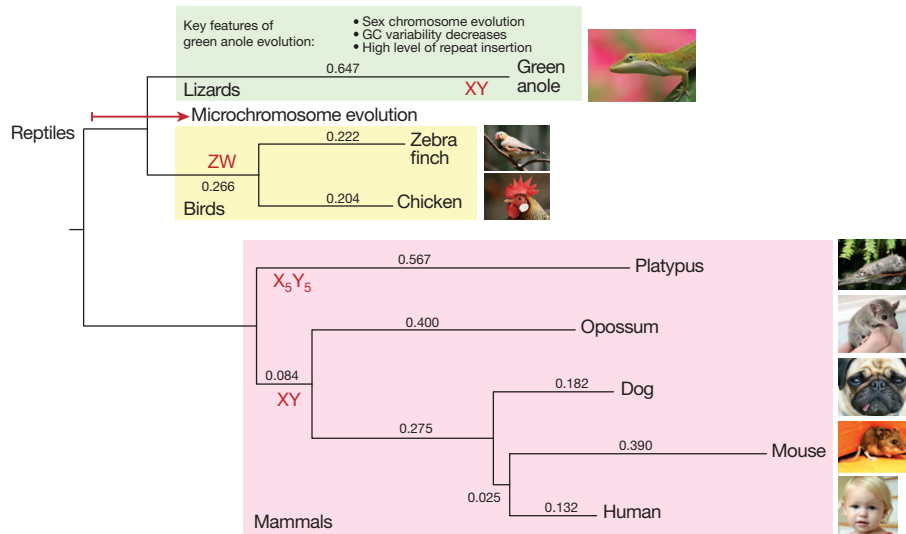 Key features of
green anole evolution:
• Sex chromosome evolution
• GC variability decreases
• High level of repeat insertion
0.647
Green
anole
XY
Lizards
Microchromosome evolution
Reptiles
0.222
Zebra
finch
ZW
0.266
0.204
Chicken
Birds
0.567
Platypus
X₅Y₅
0.400
Opossum
0.084
XY
0.182
Dog
0.275
0.390
Mouse
0.025
0.132
Human
Mammals